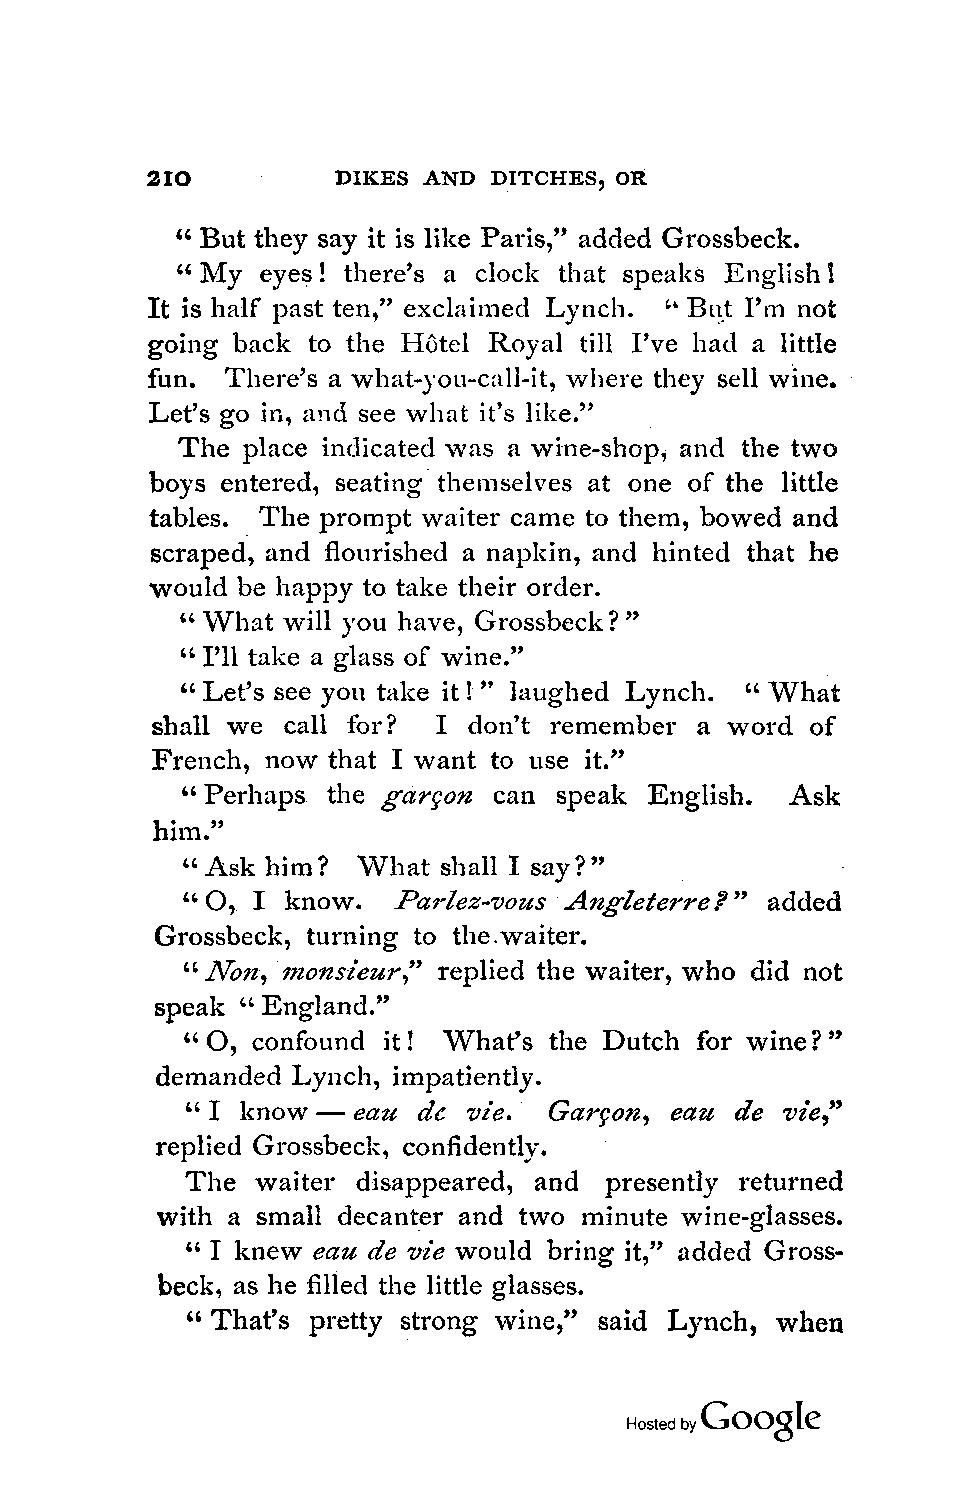 210 DIKES AND DITCHES, OR
“ But they say it is like Paris,” added Grossbeck.
“ My eyes! there’s a clock that speaks English!
It is half past ten,” exclaimed Lynch. “ But I’m not
going back to the Hôtel Royal till I’ve had a little
fun. There’s a what-you-call-it, where they sell wine.
Let’s go in, and see what it’s like.”
The place indicated was a wine-shop, and the two
boys entered, seating themselves at one of the little
tables. The prompt waiter came to them, bowed and
scraped, and flourished a napkin, and hinted that he
would be happy to take their order.
“ What will you have, Grossbeck? ”
“ I’ll take a glass of wine.”
“ Let’s see you take it! ” laughed Lynch. “ What
shall we call for? I don’t remember a word of
French, now that I want to use it.”
“ Perhaps the garçon can speak English. Ask
him.”
“ Ask him? What shall I say? ”
“ O, I know. Parlez-vous Angleterre? ” added
Grossbeck, turning to the waiter.
“ Non, monsieur,” replied the waiter, who did not
speak “ England.”
“ O, confound it! What’s the Dutch for wine? ”
demanded Lynch, impatiently.
“ I know — eau de vie. Garçon, eau de vie,”
replied Grossbeck, confidently.
The waiter disappeared, and presently returned
with a small decanter and two minute wine-glasses.
“ I knew eau de vie would bring it,” added Gross-
beck, as he filled the little glasses.
“ That’s pretty strong wine,” said Lynch, when
Hosted by Google